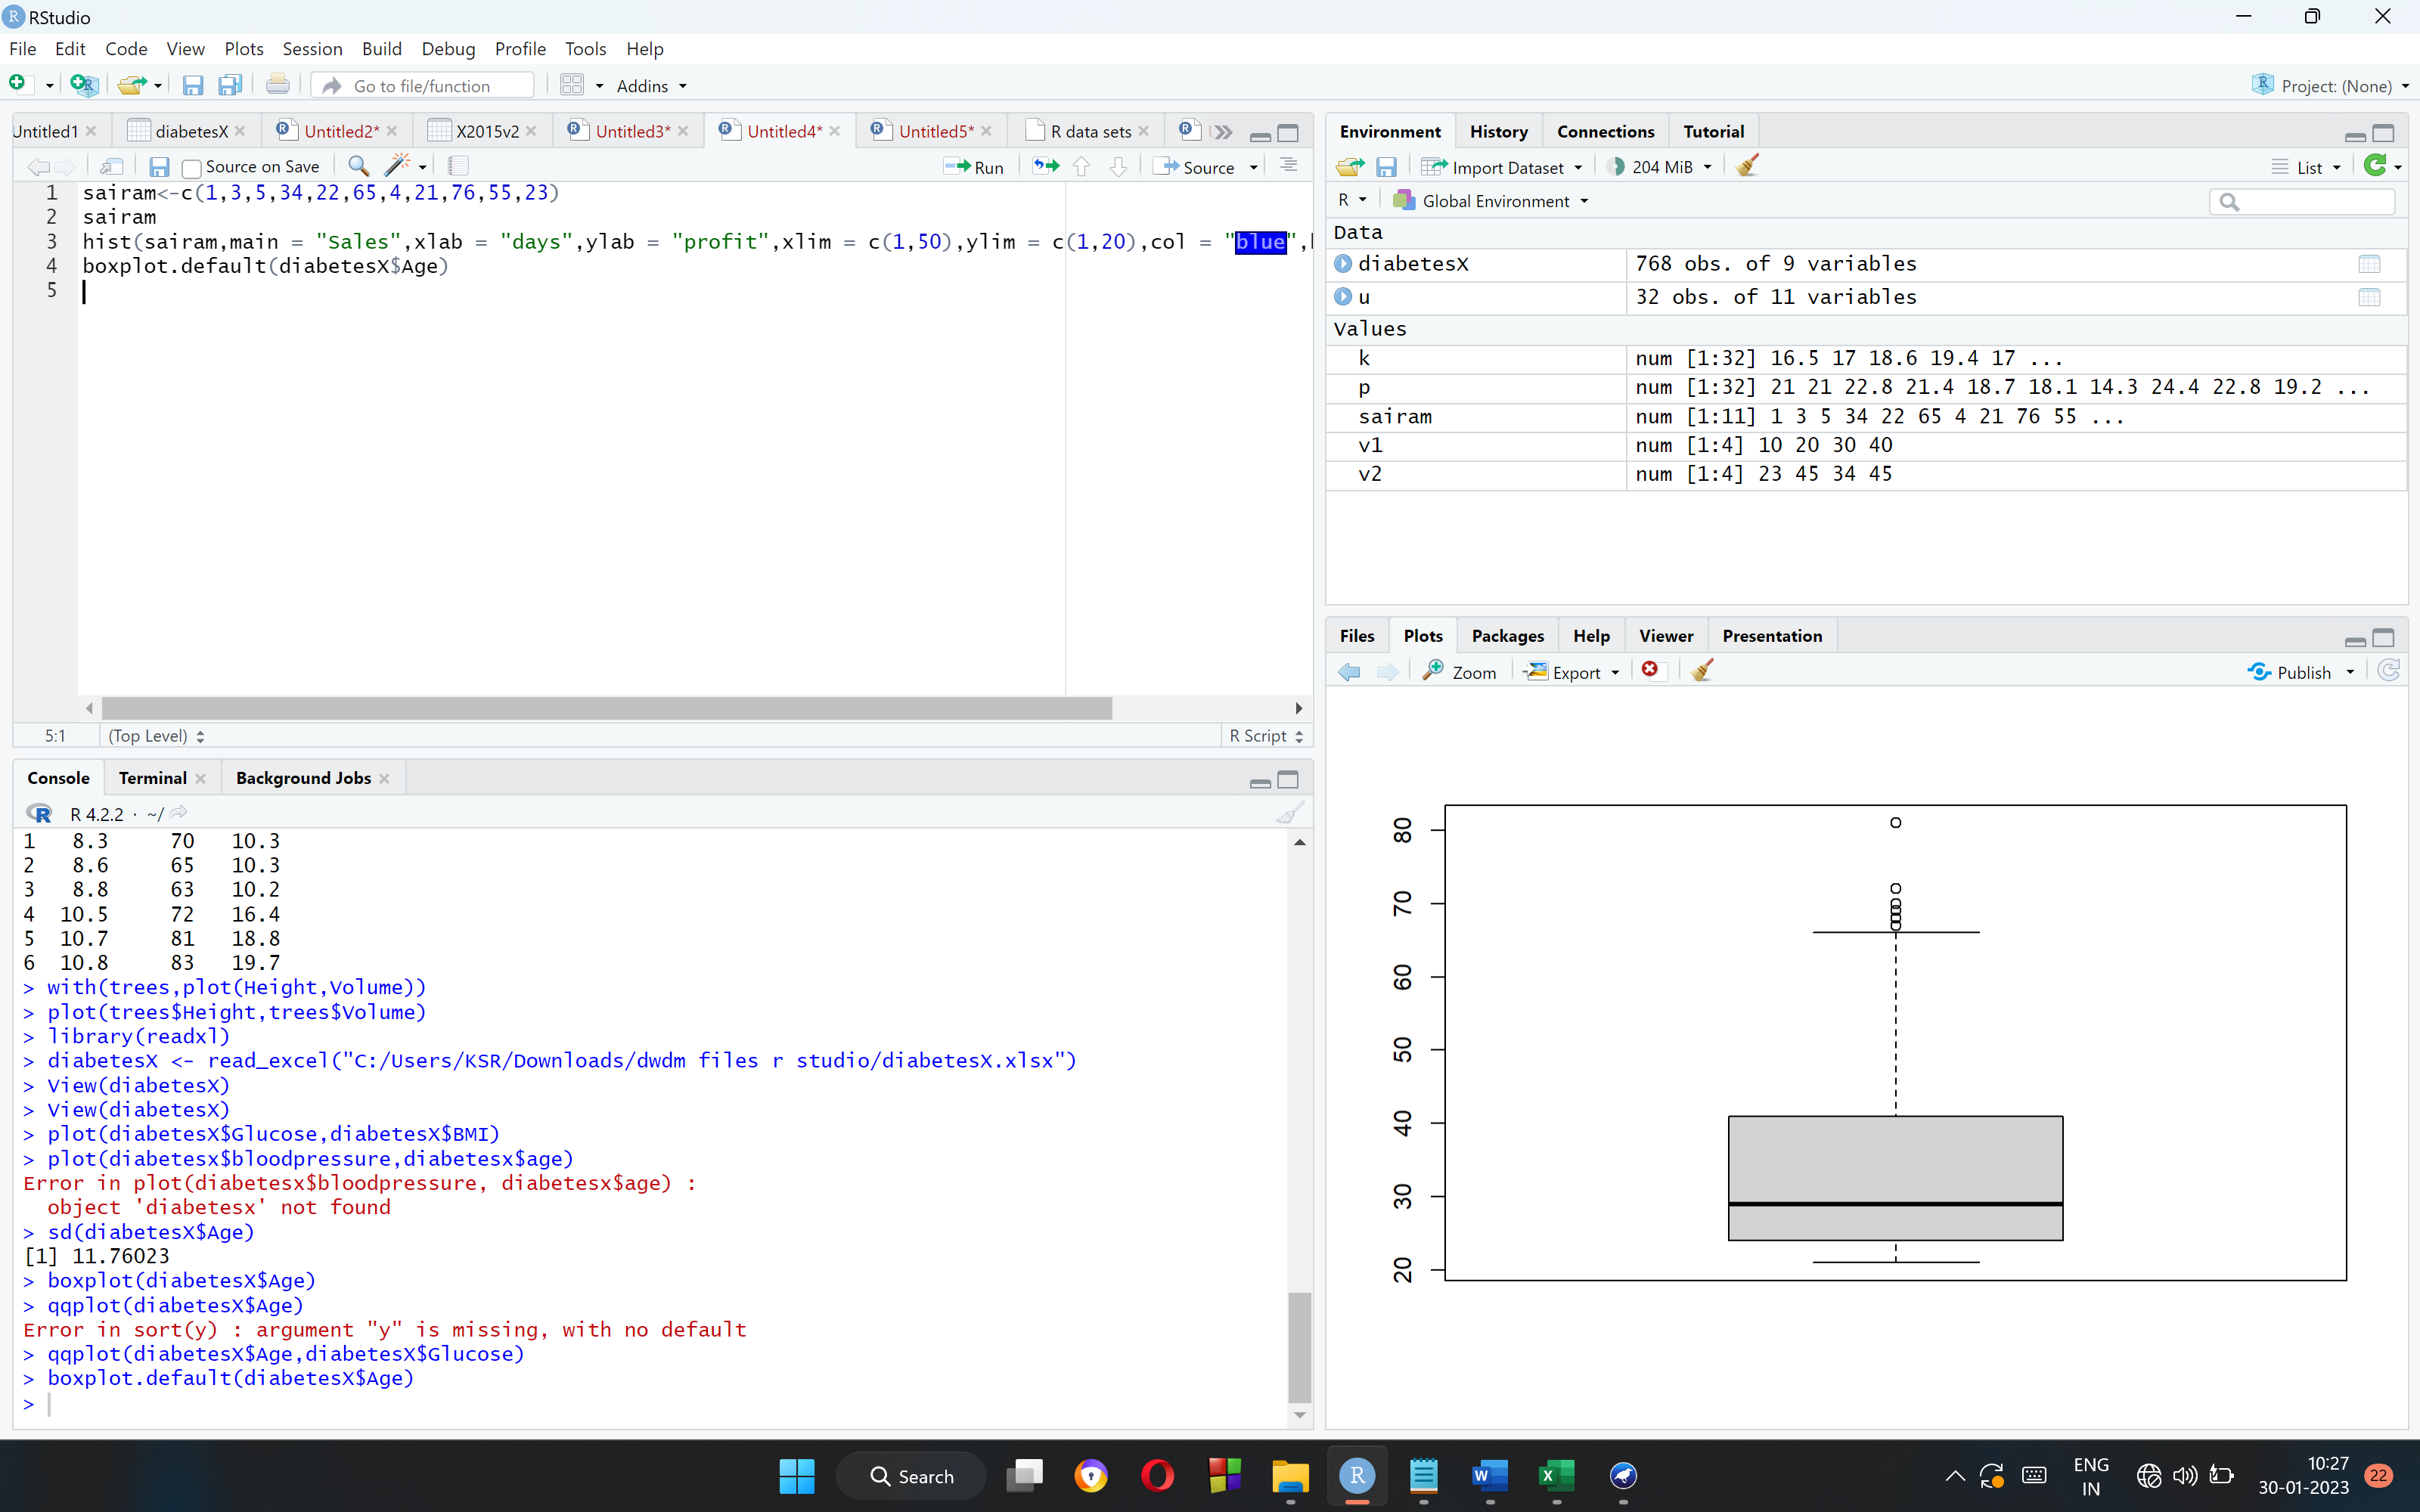 RStudio
File Edit Code View Plots Session Build Debug Profile Tools Help
Go to file/function Addins Project: (None)
Untitled1 diabetesX Untitled2* X2015v2 Untitled3* Untitled4* Untitled5* R data sets
Source on Save Run Source
1 sairam<-c(1,3,5,34,22,65,4,21,76,55,23)
2 sairam
3 hist(sairam,main = "Sales",xlab = "days",ylab = "profit",xlim = c(1,50),ylim = c(1,20),col = "blue",
4 boxplot.default(diabetesX$Age)
5
5:1 (Top Level) R Script
Console Terminal Background Jobs
R 4.2.2 · ~/
1 8.3 70 10.3
2 8.6 65 10.3
3 8.8 63 10.2
4 10.5 72 16.4
5 10.7 81 18.8
6 10.8 83 19.7
> with(trees,plot(Height,Volume))
> plot(trees$Height,trees$Volume)
> library(readxl)
> diabetesX <- read_excel("C:/Users/KSR/Downloads/dwdm files r studio/diabetesX.xlsx")
> View(diabetesX)
> View(diabetesX)
> plot(diabetesX$Glucose,diabetesX$BMI)
> plot(diabetesx$bloodpressure,diabetesx$age)
Error in plot(diabetesx$bloodpressure, diabetesx$age) :
object 'diabetesx' not found
> sd(diabetesX$Age)
[1] 11.76023
> boxplot(diabetesX$Age)
> qqplot(diabetesX$Age)
Error in sort(y) : argument "y" is missing, with no default
> qqplot(diabetesX$Age,diabetesX$Glucose)
> boxplot.default(diabetesX$Age)
>
Environment History Connections Tutorial
Import Dataset 204 MiB List
R Global Environment
Data
diabetesX 768 obs. of 9 variables
u 32 obs. of 11 variables
Values
k num [1:32] 16.5 17 18.6 19.4 17 ...
p num [1:32] 21 21 22.8 21.4 18.7 18.1 14.3 24.4 22.8 19.2 ...
sairam num [1:11] 1 3 5 34 22 65 4 21 76 55 ...
v1 num [1:4] 10 20 30 40
v2 num [1:4] 23 45 34 45
Files Plots Packages Help Viewer Presentation
Zoom Export Publish
80
70
60
50
40
30
20
Search
ENG
IN
10:27
30-01-2023
22